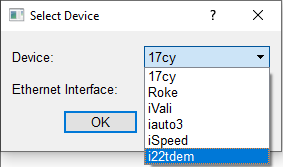 Select Device
?
Device:
17cy
17cy
Ethernet Interface:
Roke
iVali
iauto3
iSpeed
i22tdem
OK